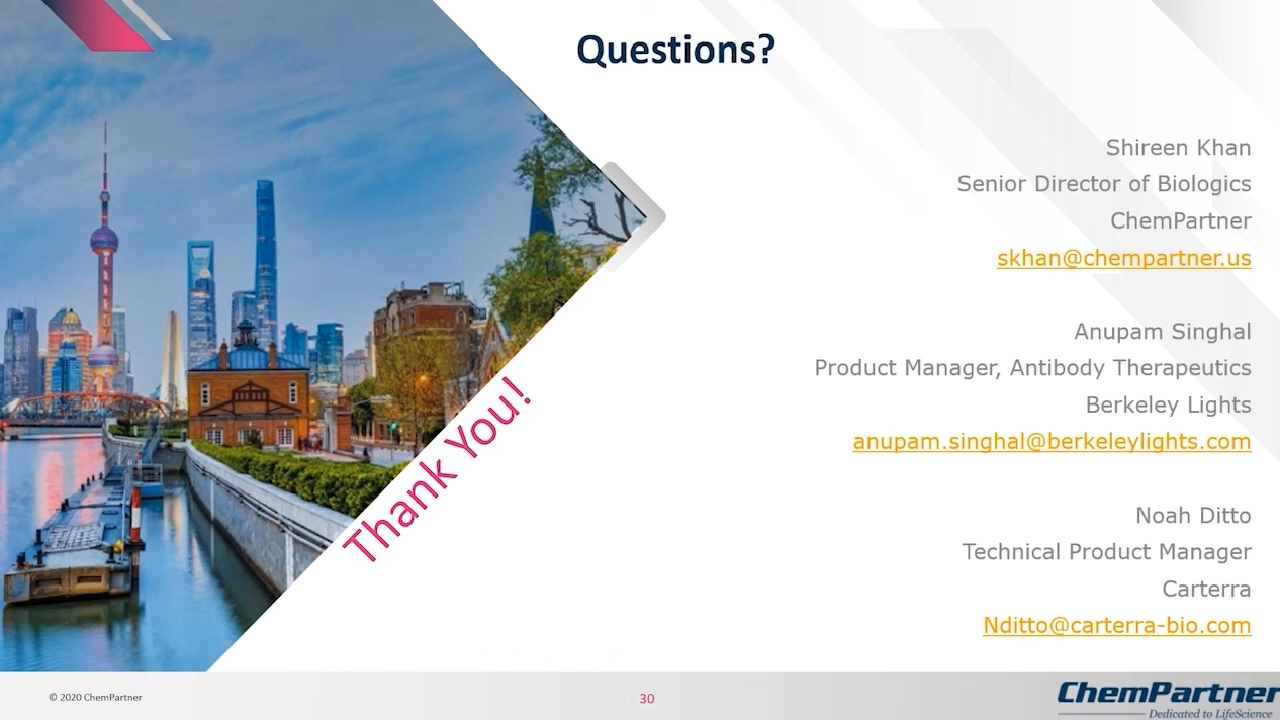 Questions?
Shireen Khan
Senior Director of Biologics
ChemPartner
skhan@chempartner.us
Anupam Singhal
Product Manager, Antibody Therapeutics
Berkeley Lights
anupam.singhal@berkeleylights.com
Noah Ditto
Technical Product Manager
Carterra
Nditto@carterra-bio.com
Thank You!
© 2020 ChemPartner
30
ChemPartner
Dedicated to LifeScience